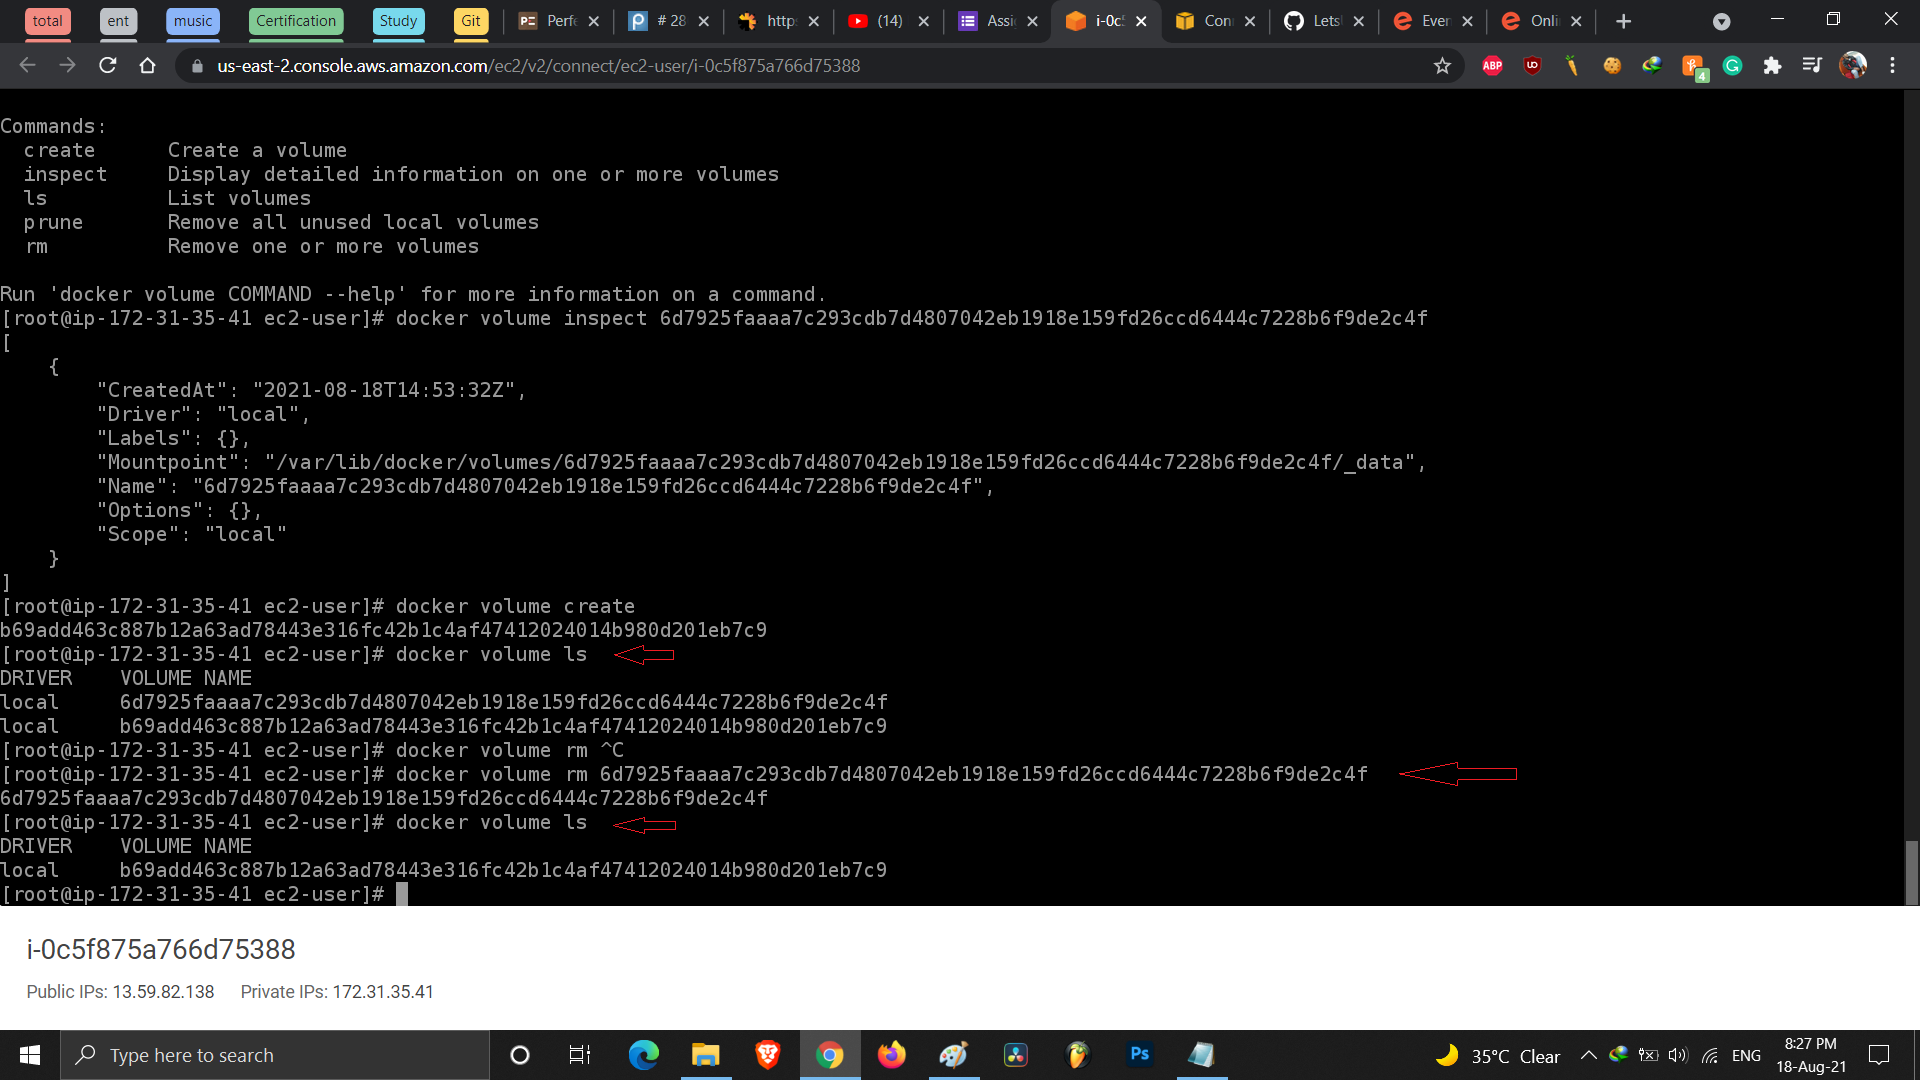 total ent music Certification Study Git Perfe # 28 http (14) Assi i-0c5 Con Lets Even Onli
us-east-2.console.aws.amazon.com/ec2/v2/connect/ec2-user/i-0c5f875a766d75388
ABP
4
Commands:
create Create a volume
inspect Display detailed information on one or more volumes
ls List volumes
prune Remove all unused local volumes
rm Remove one or more volumes
Run 'docker volume COMMAND --help' for more information on a command.
[root@ip-172-31-35-41 ec2-user]# docker volume inspect 6d7925faaaa7c293cdb7d4807042eb1918e159fd26ccd6444c7228b6f9de2c4f
[
{
"CreatedAt": "2021-08-18T14:53:32Z",
"Driver": "local",
"Labels": {},
"Mountpoint": "/var/lib/docker/volumes/6d7925faaaa7c293cdb7d4807042eb1918e159fd26ccd6444c7228b6f9de2c4f/_data",
"Name": "6d7925faaaa7c293cdb7d4807042eb1918e159fd26ccd6444c7228b6f9de2c4f",
"Options": {},
"Scope": "local"
}
]
[root@ip-172-31-35-41 ec2-user]# docker volume create
b69add463c887b12a63ad78443e316fc42b1c4af47412024014b980d201eb7c9
[root@ip-172-31-35-41 ec2-user]# docker volume ls
DRIVER VOLUME NAME
local 6d7925faaaa7c293cdb7d4807042eb1918e159fd26ccd6444c7228b6f9de2c4f
local b69add463c887b12a63ad78443e316fc42b1c4af47412024014b980d201eb7c9
[root@ip-172-31-35-41 ec2-user]# docker volume rm ^C
[root@ip-172-31-35-41 ec2-user]# docker volume rm 6d7925faaaa7c293cdb7d4807042eb1918e159fd26ccd6444c7228b6f9de2c4f
6d7925faaaa7c293cdb7d4807042eb1918e159fd26ccd6444c7228b6f9de2c4f
[root@ip-172-31-35-41 ec2-user]# docker volume ls
DRIVER VOLUME NAME
local b69add463c887b12a63ad78443e316fc42b1c4af47412024014b980d201eb7c9
[root@ip-172-31-35-41 ec2-user]#
i-0c5f875a766d75388
Public IPs: 13.59.82.138 Private IPs: 172.31.35.41
Type here to search
Ps
35°C Clear
ENG
8:27 PM
18-Aug-21